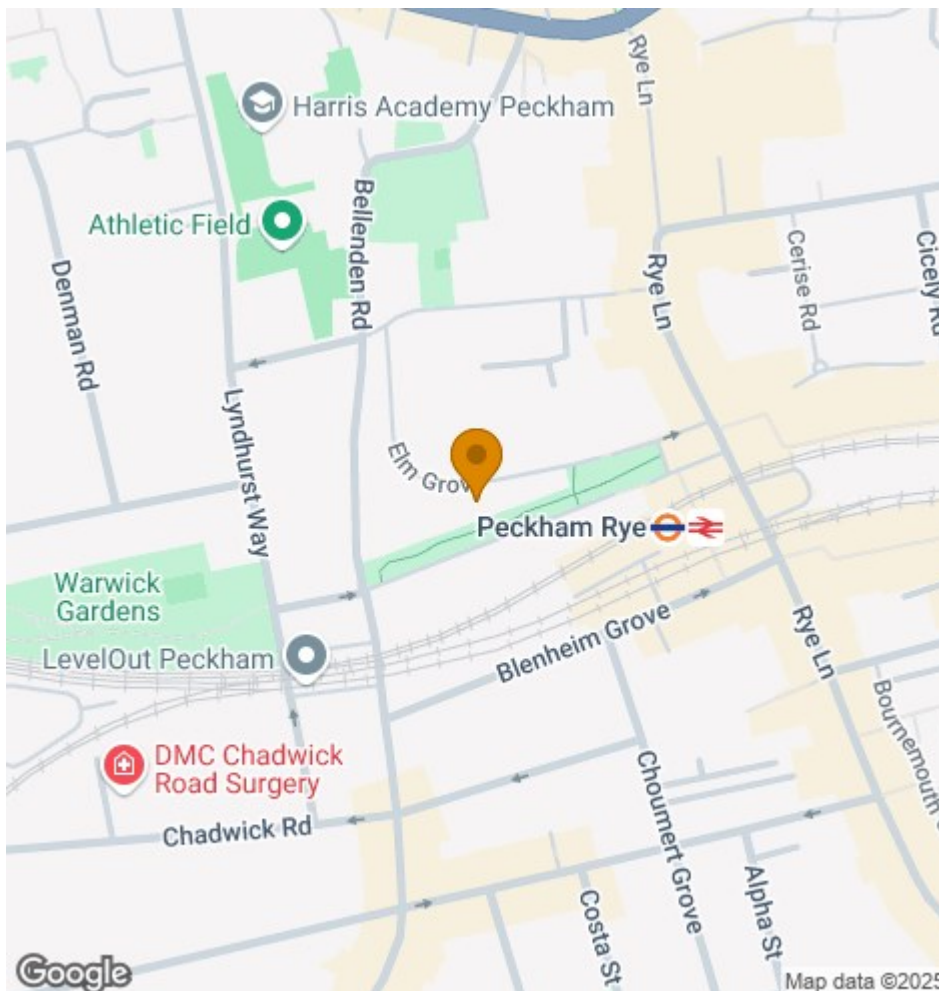 Rye Ln
Harris Academy Peckham
Athletic Field
Bellenden Rd
Denman Rd
Rye Ln
Cerise Rd
Cicely Rd
Lyndhurst Way
Elm Grove
Peckham Rye
Warwick
Gardens
LevelOut Peckham
Blenheim Grove
Rye Ln
Bournemouth
DMC Chadwick
Road Surgery
Chadwick Rd
Choumert Grove
Costa St
Alpha St
Google
Map data ©2025